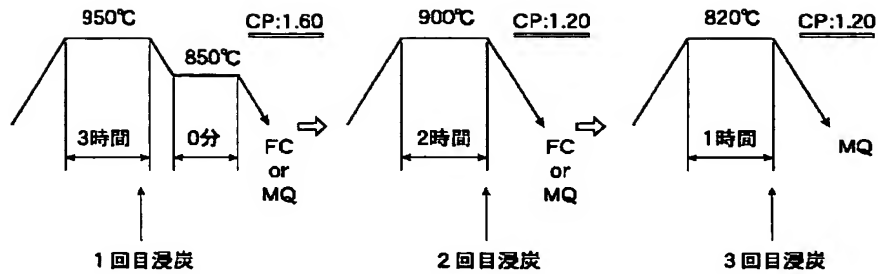 950℃ CP:1.60
850℃
3時間
0分
FC
or
MQ
1回目浸炭
900℃ CP:1.20
2時間
FC
or
MQ
2回目浸炭
820℃ CP:1.20
1時間
MQ
3回目浸炭